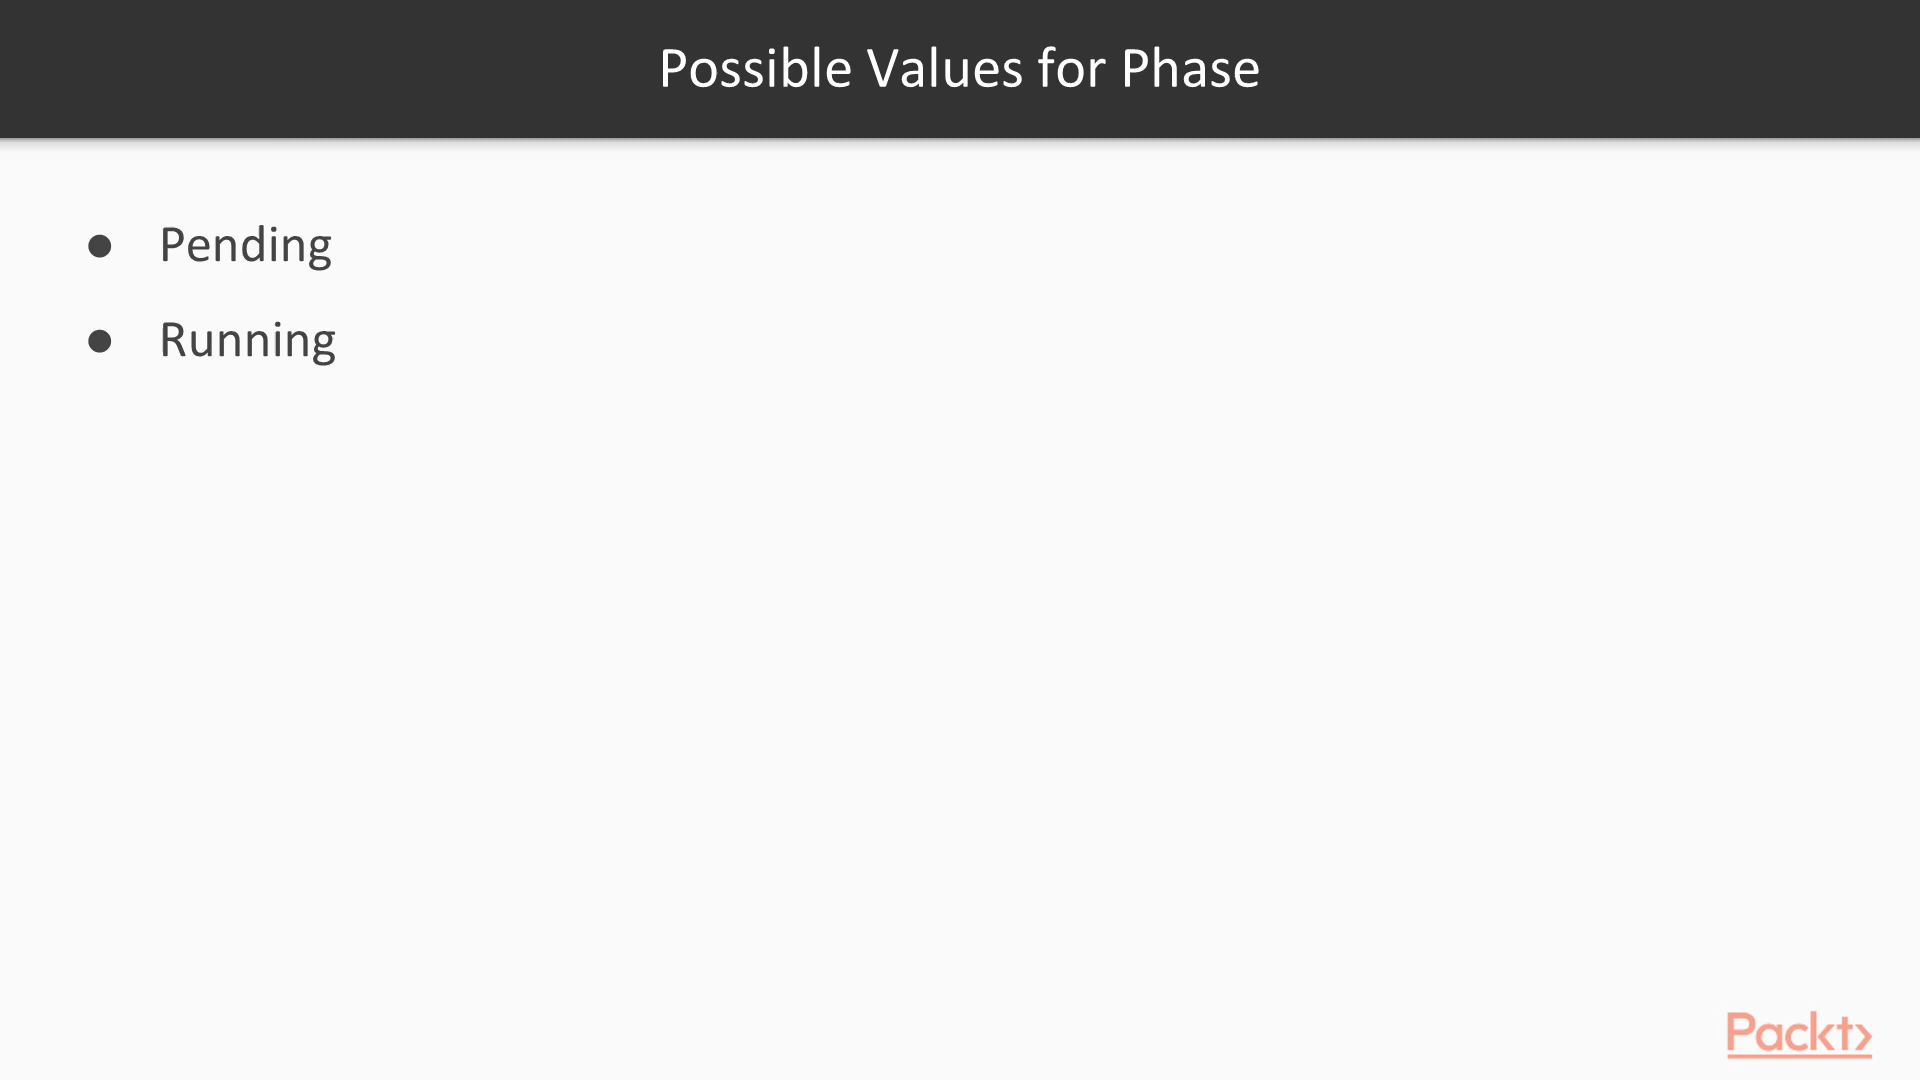 Possible Values for Phase
● Pending
● Running
Packt>